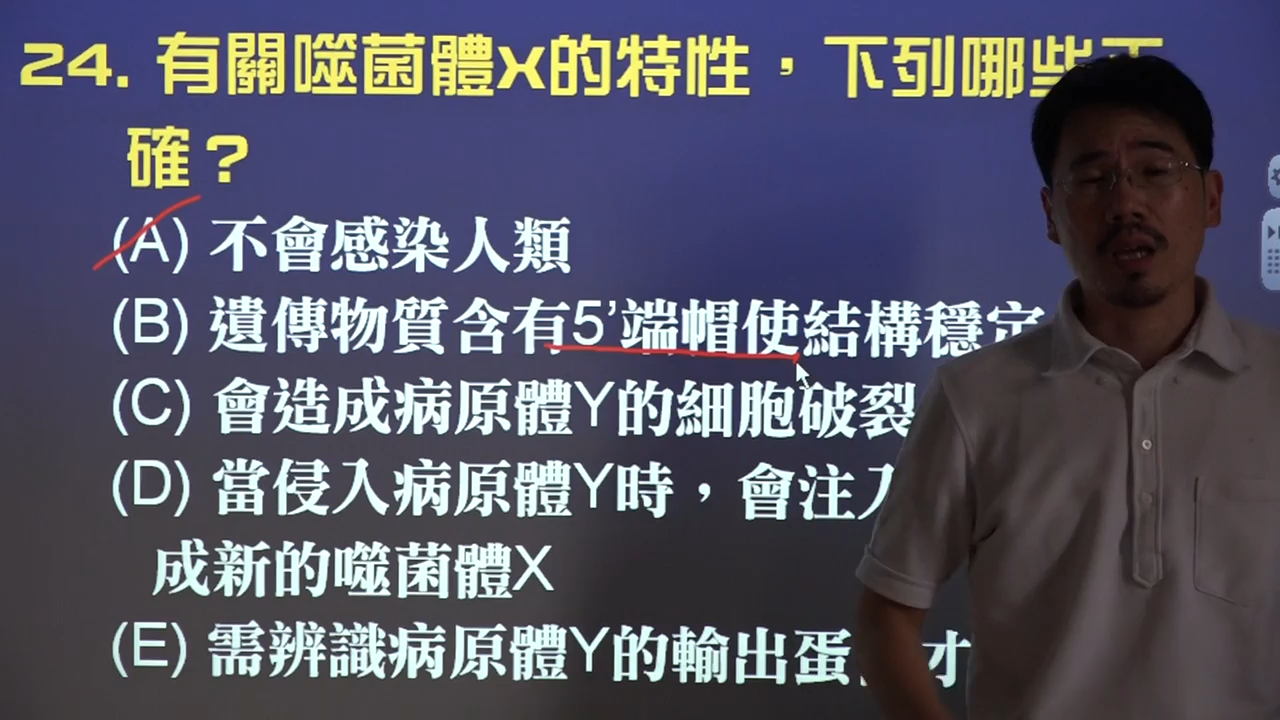 24. 有關噬菌體X的特性，下列哪些
確？
(A) 不會感染人類
(B) 遺傳物質含有5’端帽使結構穩定
(C) 會造成病原體Y的細胞破裂
(D) 當侵入病原體Y時，會注入
成新的噬菌體X
(E) 需辨識病原體Y的輸出蛋 才